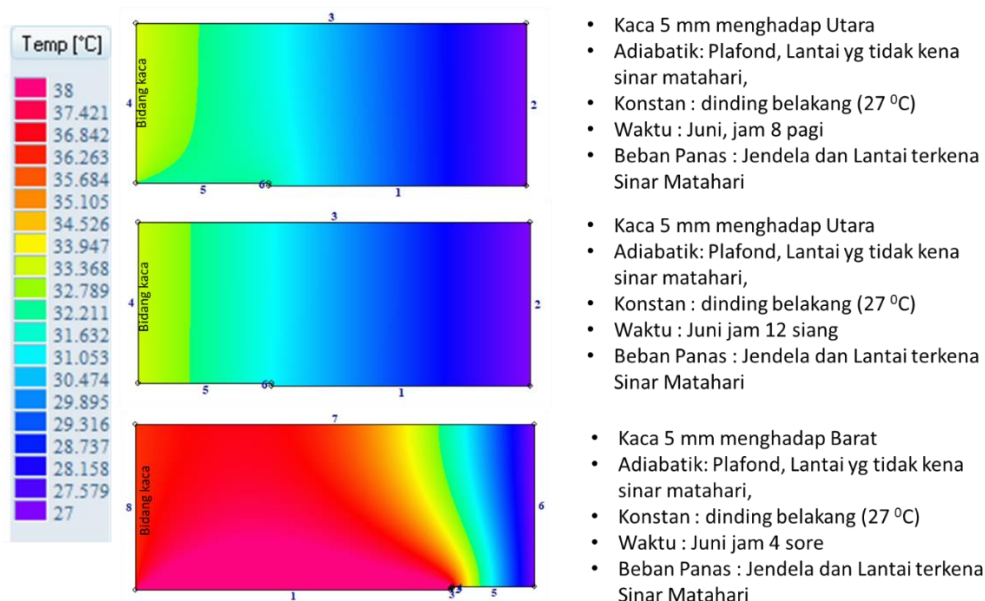 Temp [°C]
38
37.421
36.842
36.263
35.684
35.105
34.526
33.947
33.368
32.789
32.211
31.632
31.053
30.474
29.895
29.316
28.737
28.158
27.579
27
3
4
Bidang kaca
2
5
6
1
• Kaca 5 mm menghadap Utara
• Adiabatik: Plafond, Lantai yg tidak kena
sinar matahari,
• Konstan : dinding belakang (27 ⁰C)
• Waktu : Juni, jam 8 pagi
• Beban Panas : Jendela dan Lantai terkena
Sinar Matahari
3
4
Bidang kaca
2
5
6
1
• Kaca 5 mm menghadap Utara
• Adiabatik: Plafond, Lantai yg tidak kena
sinar matahari,
• Konstan : dinding belakang (27 ⁰C)
• Waktu : Juni jam 12 siang
• Beban Panas : Jendela dan Lantai terkena
Sinar Matahari
7
8
Bidang kaca
6
1
3
5
• Kaca 5 mm menghadap Barat
• Adiabatik: Plafond, Lantai yg tidak kena
sinar matahari,
• Konstan : dinding belakang (27 ⁰C)
• Waktu : Juni jam 4 sore
• Beban Panas : Jendela dan Lantai terkena
Sinar Matahari